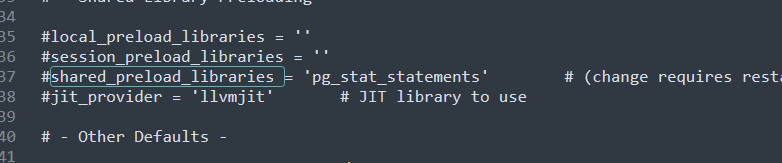 # - Shared Library Preloading -
34
35 #local_preload_libraries = ''
36 #session_preload_libraries = ''
37 #shared_preload_libraries = 'pg_stat_statements' # (change requires resta
38 #jit_provider = 'llvmjit' # JIT library to use
39
40 # - Other Defaults -
41